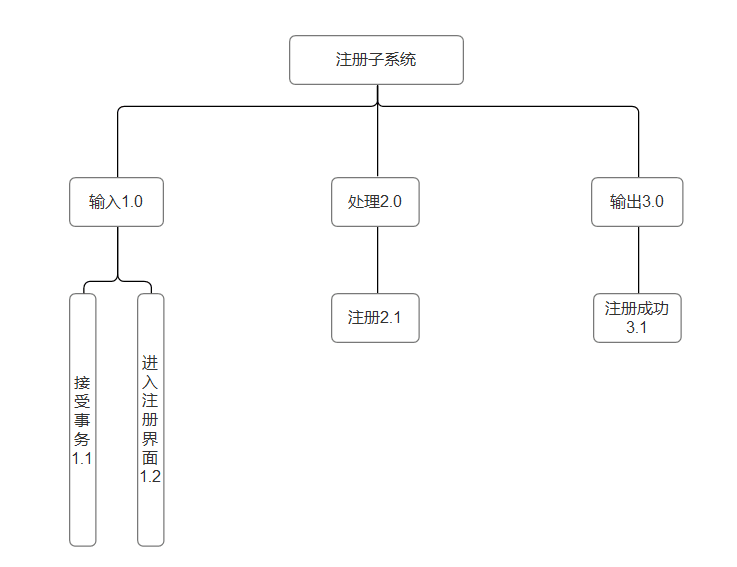 注册子系统
输入1.0
处理2.0
输出3.0
接受事务1.1
进入注册界面1.2
注册2.1
注册成功
3.1